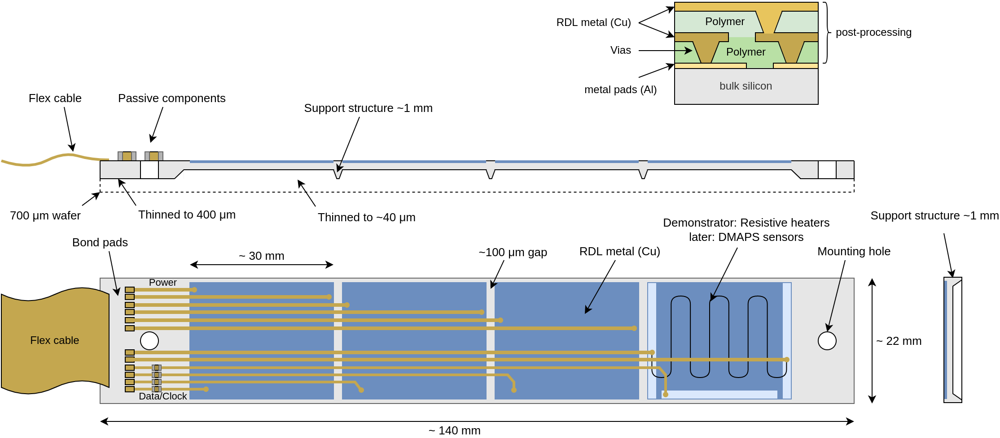 RDL metal (Cu)
Polymer
post-processing
Vias
Polymer
metal pads (Al)
bulk silicon
Flex cable
Passive components
Support structure ~1 mm
700 μm wafer
Thinned to 400 μm
Thinned to ~40 μm
Demonstrator: Resistive heaters
later: DMAPS sensors
Support structure ~1 mm
Bond pads
~ 30 mm
~100 μm gap
RDL metal (Cu)
Mounting hole
Power
Flex cable
~ 22 mm
Data/Clock
~ 140 mm